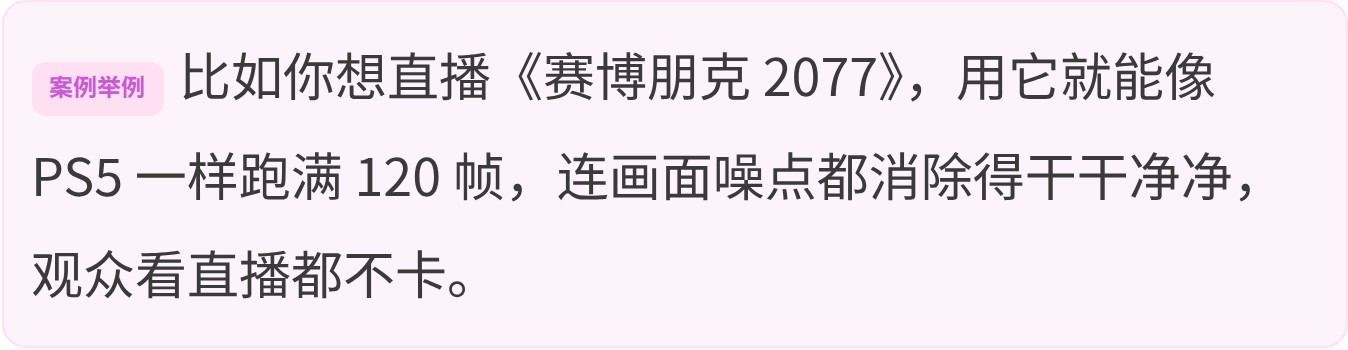 案例举例 比如你想直播《赛博朋克 2077》，用它就能像
PS5 一样跑满 120 帧，连画面噪点都消除得干干净净，
观众看直播都不卡。